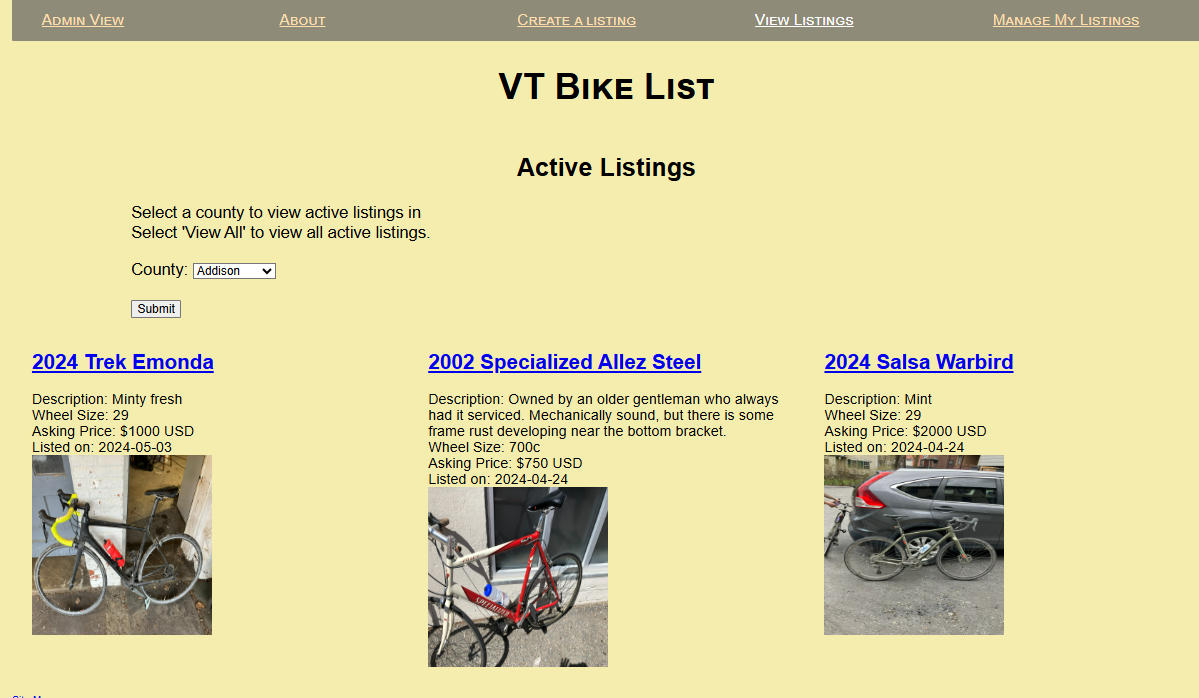 Admin View About Create a listing View Listings Manage My Listings
VT Bike List
Active Listings
Select a county to view active listings in
Select 'View All' to view all active listings.
County: Addison
Submit
2024 Trek Emonda
Description: Minty fresh
Wheel Size: 29
Asking Price: $1000 USD
Listed on: 2024-05-03
2002 Specialized Allez Steel
Description: Owned by an older gentleman who always
had it serviced. Mechanically sound, but there is some
frame rust developing near the bottom bracket.
Wheel Size: 700c
Asking Price: $750 USD
Listed on: 2024-04-24
SPECIALIZED
2024 Salsa Warbird
Description: Mint
Wheel Size: 29
Asking Price: $2000 USD
Listed on: 2024-04-24